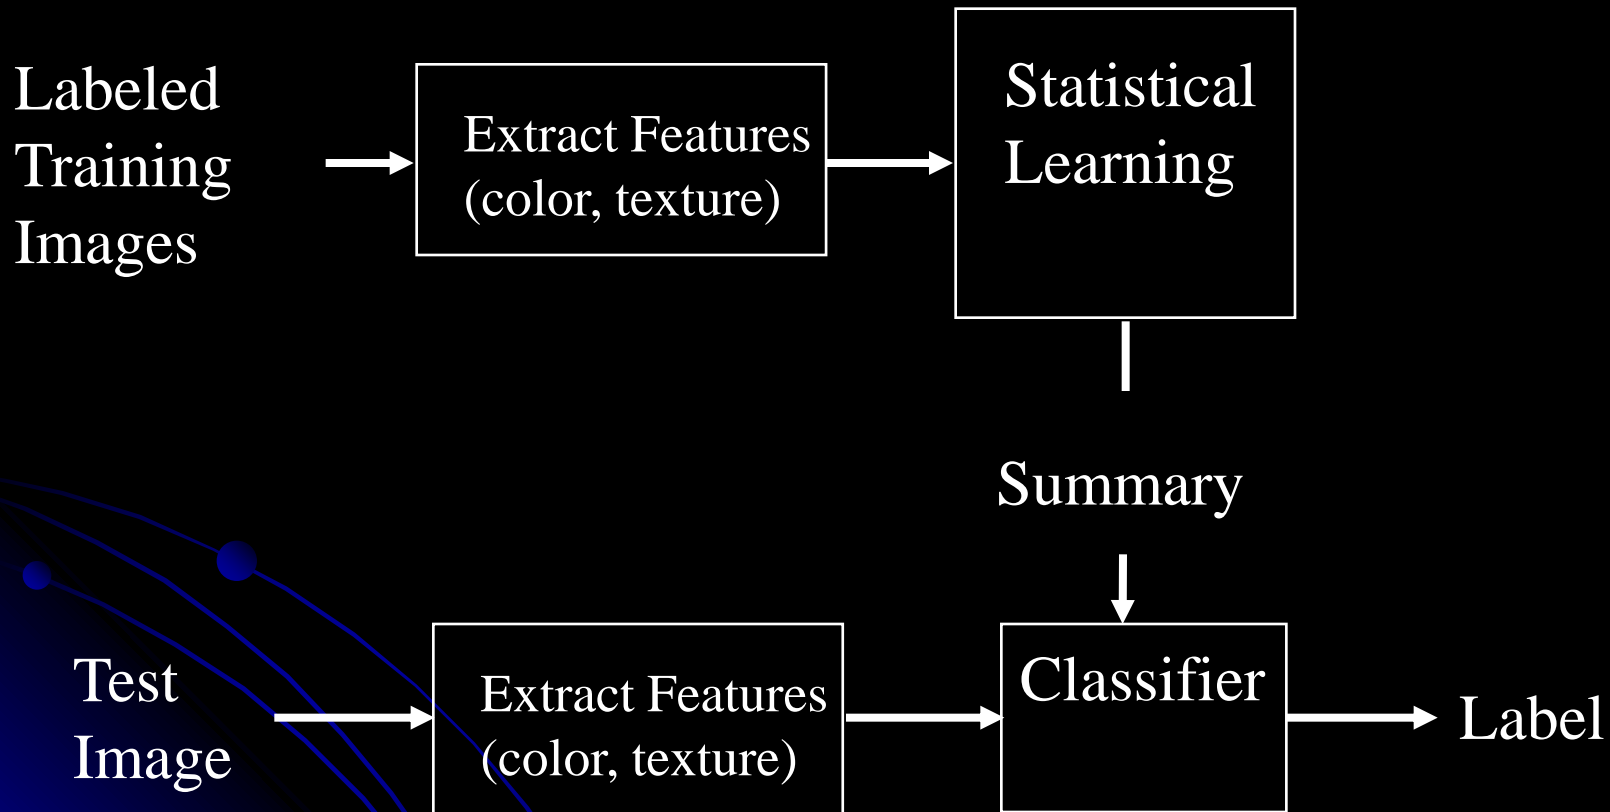 Labeled
Training
Images
Extract Features
(color, texture)
Statistical
Learning
Summary
Test
Image
Extract Features
(color, texture)
Classifier
Label